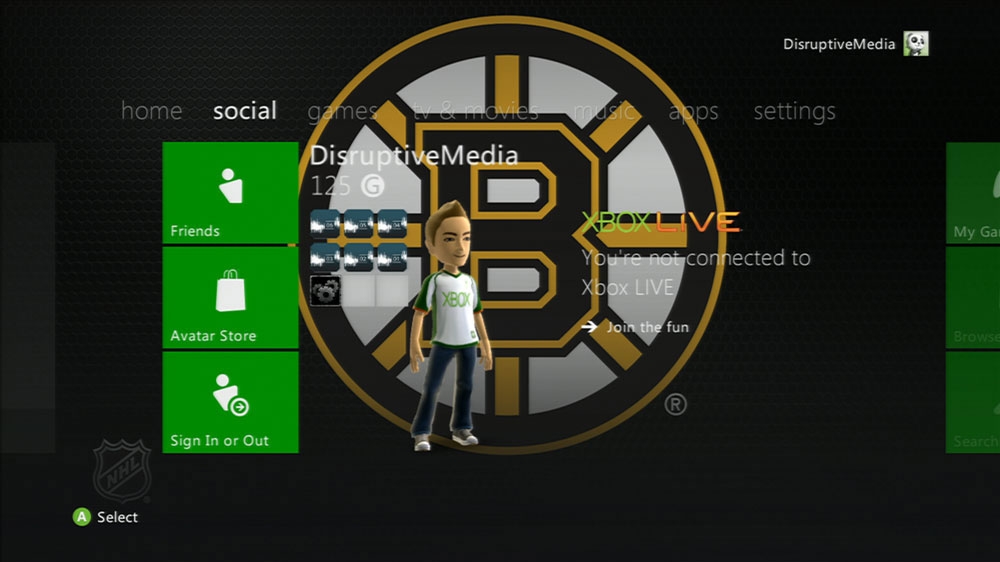 DisruptiveMedia
home social games tv & movies music apps settings
DisruptiveMedia
125 G
XBOX LIVE
You're not connected to
Xbox LIVE
Join the fun
Friends
Avatar Store
Sign In or Out
My Ga
Browse
Search
B
XBOX
®
NHL
A Select